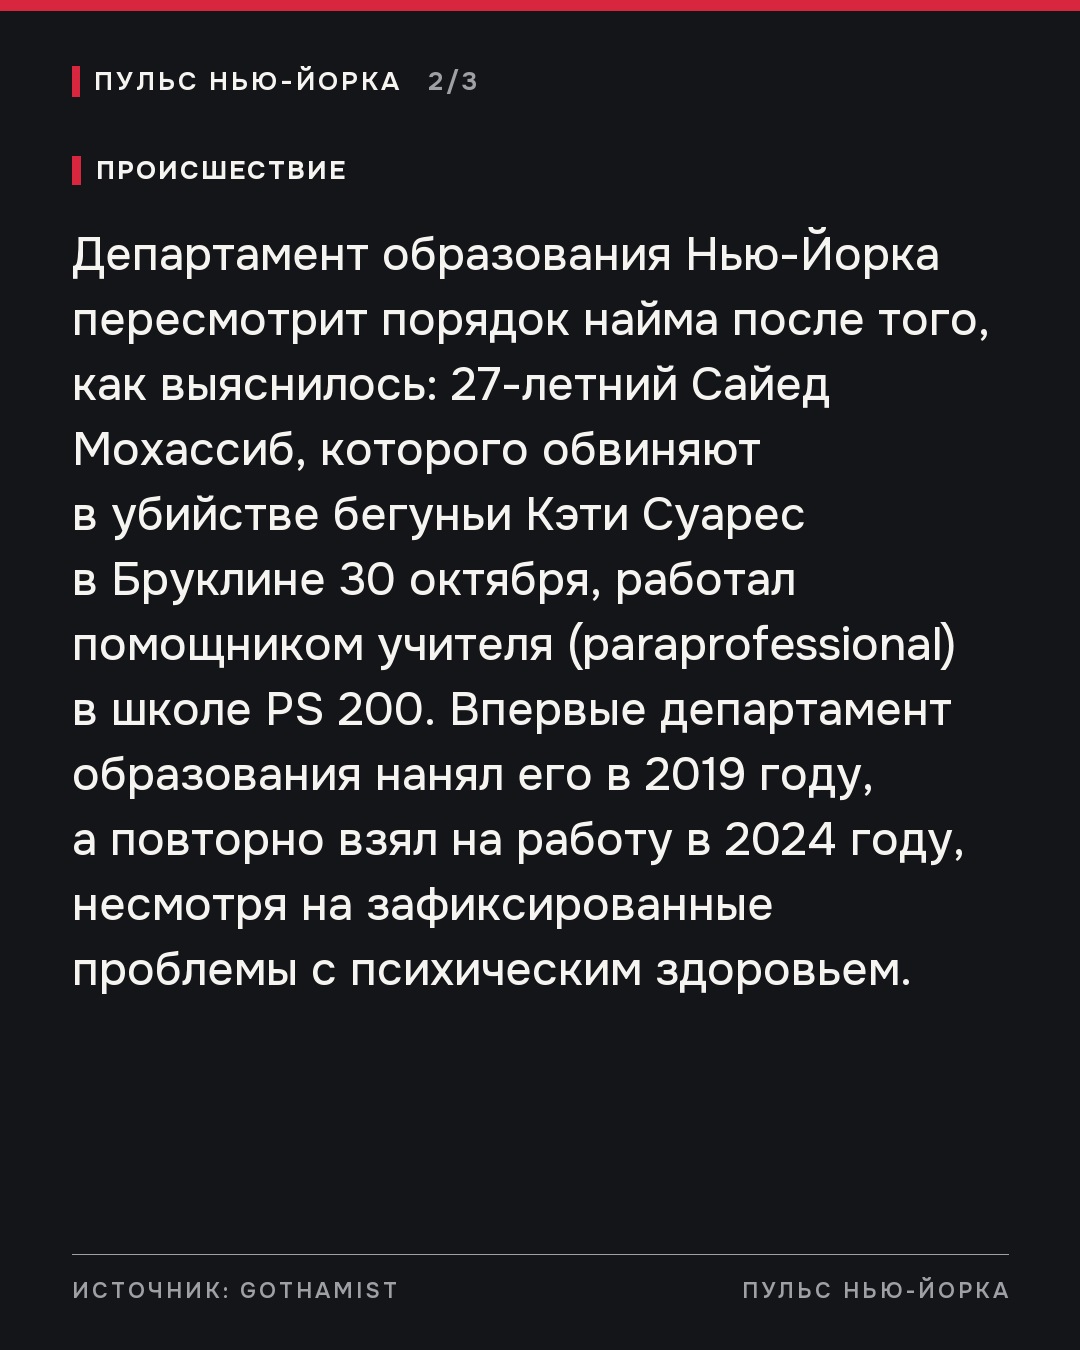 ПУЛЬС НЬЮ-ЙОРКА 2/3
ПРОИСШЕСТВИЕ
Департамент образования Нью-Йорка
пересмотрит порядок найма после того,
как выяснилось: 27-летний Сайед
Мохассиб, которого обвиняют
в убийстве бегуньи Кэти Суарес
в Бруклине 30 октября, работал
помощником учителя (paraprofessional)
в школе PS 200. Впервые департамент
образования нанял его в 2019 году,
а повторно взял на работу в 2024 году,
несмотря на зафиксированные
проблемы с психическим здоровьем.
ИСТОЧНИК: GOTHAMIST
ПУЛЬС НЬЮ-ЙОРКА